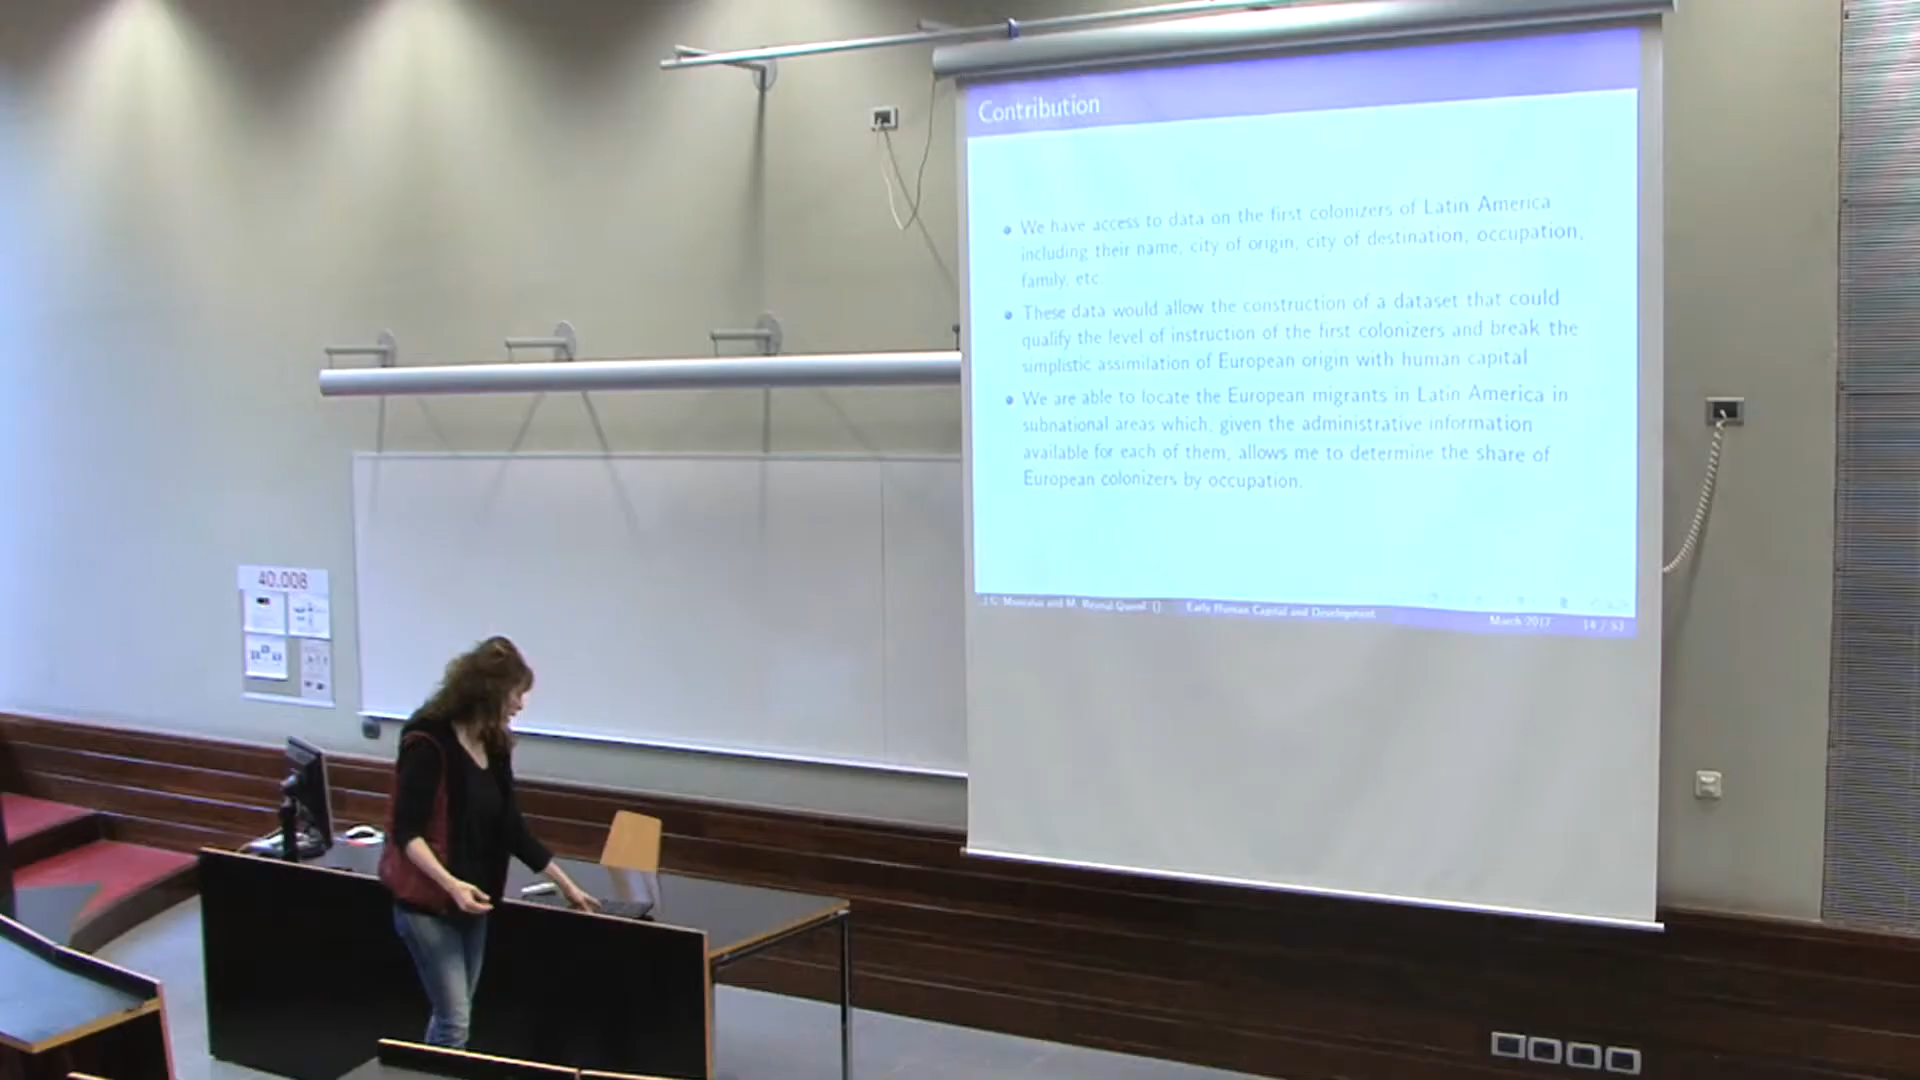 Contribution
We have access to data on the first colonizers of Latin America
including their name, city of origin, city of destination, occupation,
family, etc
These data would allow the construction of a dataset that could
qualify the level of instruction of the first colonizers and break the
simplistic assimilation of European origin with human capital
We are able to locate the European migrants in Latin America in
subnational areas which, given the administrative information
available for each of them, allows me to determine the share of
European colonizers by occupation.
and M. Reynal-Querol () Early Human Capital and Development March 2017 14 / 53
40.008